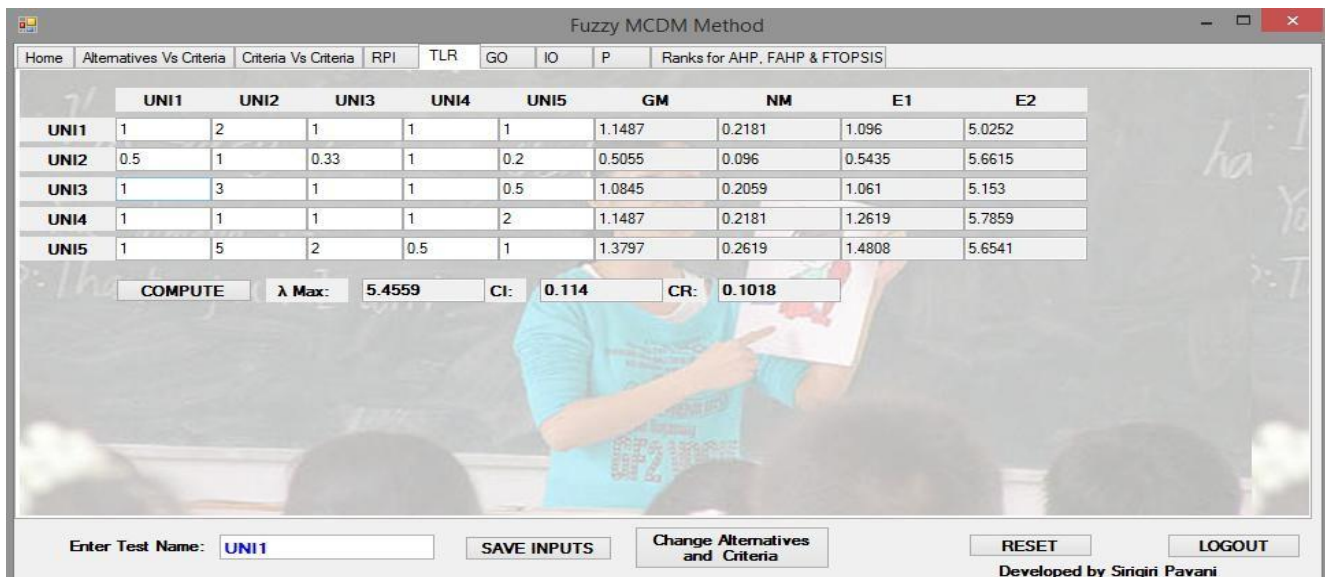 Fuzzy MCDM Method
Home Alternatives Vs Criteria Criteria Vs Criteria RPI TLR GO IO P Ranks for AHP, FAHP & FTOPSIS
UNI1 UNI2 UNI3 UNI4 UNI5 GM NM E1 E2
UNI1 1 2 1 1 1 1.1487 0.2181 1.096 5.0252
UNI2 0.5 1 0.33 1 0.2 0.5055 0.096 0.5435 5.6615
UNI3 1 3 1 1 0.5 1.0845 0.2059 1.061 5.153
UNI4 1 1 1 1 2 1.1487 0.2181 1.2619 5.7859
UNI5 1 5 2 0.5 1 1.3797 0.2619 1.4808 5.6541
COMPUTE λ Max: 5.4559 CI: 0.114 CR: 0.1018
Enter Test Name: UNI1 SAVE INPUTS Change Alternatives and Criteria RESET LOGOUT
Developed by Sirigiri Pavani